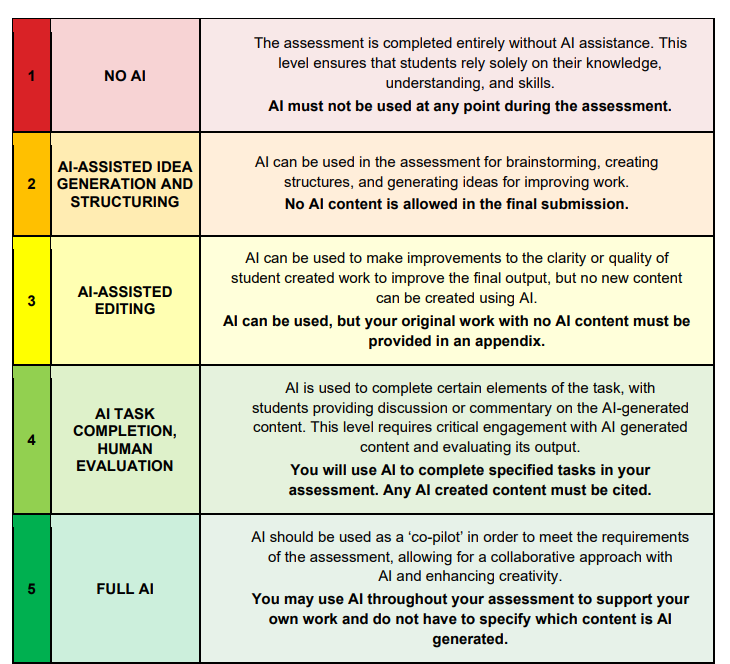 1
NO AI
The assessment is completed entirely without AI assistance. This
level ensures that students rely solely on their knowledge,
understanding, and skills.
AI must not be used at any point during the assessment.
2
AI-ASSISTED IDEA
GENERATION AND
STRUCTURING
AI can be used in the assessment for brainstorming, creating
structures, and generating ideas for improving work.
No AI content is allowed in the final submission.
3
AI-ASSISTED
EDITING
AI can be used to make improvements to the clarity or quality of
student created work to improve the final output, but no new content
can be created using AI.
AI can be used, but your original work with no AI content must be
provided in an appendix.
4
AI TASK
COMPLETION,
HUMAN
EVALUATION
AI is used to complete certain elements of the task, with
students providing discussion or commentary on the AI-generated
content. This level requires critical engagement with AI generated
content and evaluating its output.
You will use AI to complete specified tasks in your
assessment. Any AI created content must be cited.
5
FULL AI
AI should be used as a ‘co-pilot’ in order to meet the requirements
of the assessment, allowing for a collaborative approach with
AI and enhancing creativity.
You may use AI throughout your assessment to support your
own work and do not have to specify which content is AI
generated.